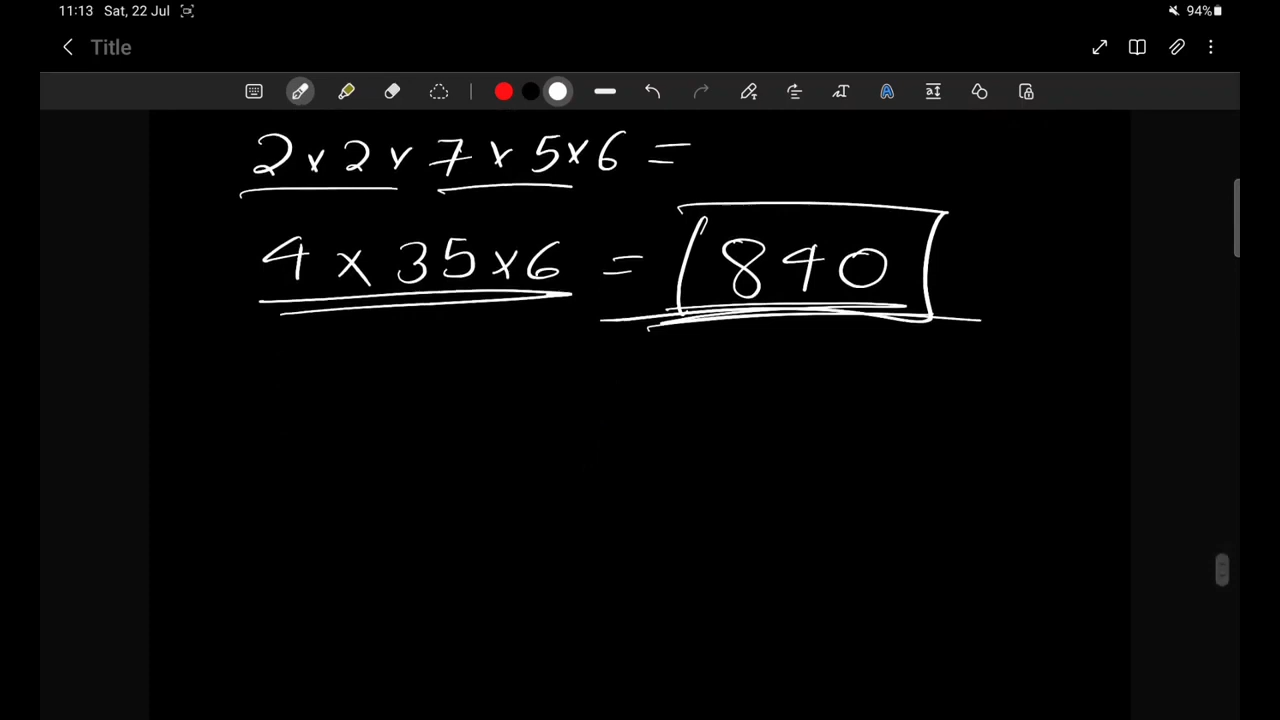 11:13 Sat, 22 Jul
94%
Title
2 x 2 x 7 x 5 x 6 =
4 x 35 x 6 = 840